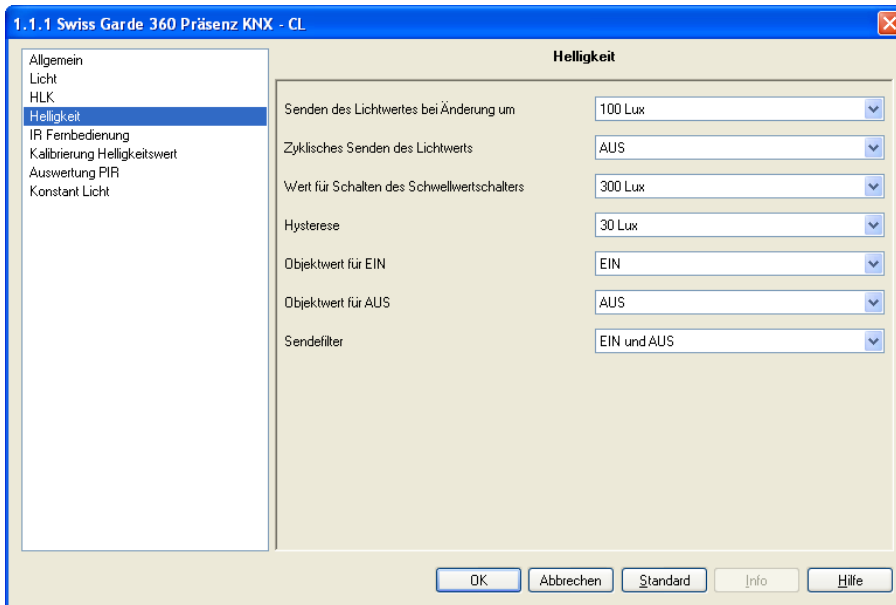 1.1.1 Swiss Garde 360 Präsenz KNX - CL
Allgemein
Licht
HLK
Helligkeit
IR Fernbedienung
Kalibrierung Helligkeitswert
Auswertung PIR
Konstant Licht
Helligkeit
Senden des Lichtwertes bei Änderung um 100 Lux
Zyklisches Senden des Lichtwerts AUS
Wert für Schalten des Schwellwertschalters 300 Lux
Hysterese 30 Lux
Objektwert für EIN EIN
Objektwert für AUS AUS
Sendefilter EIN und AUS
OK Abbrechen Standard Info Hilfe